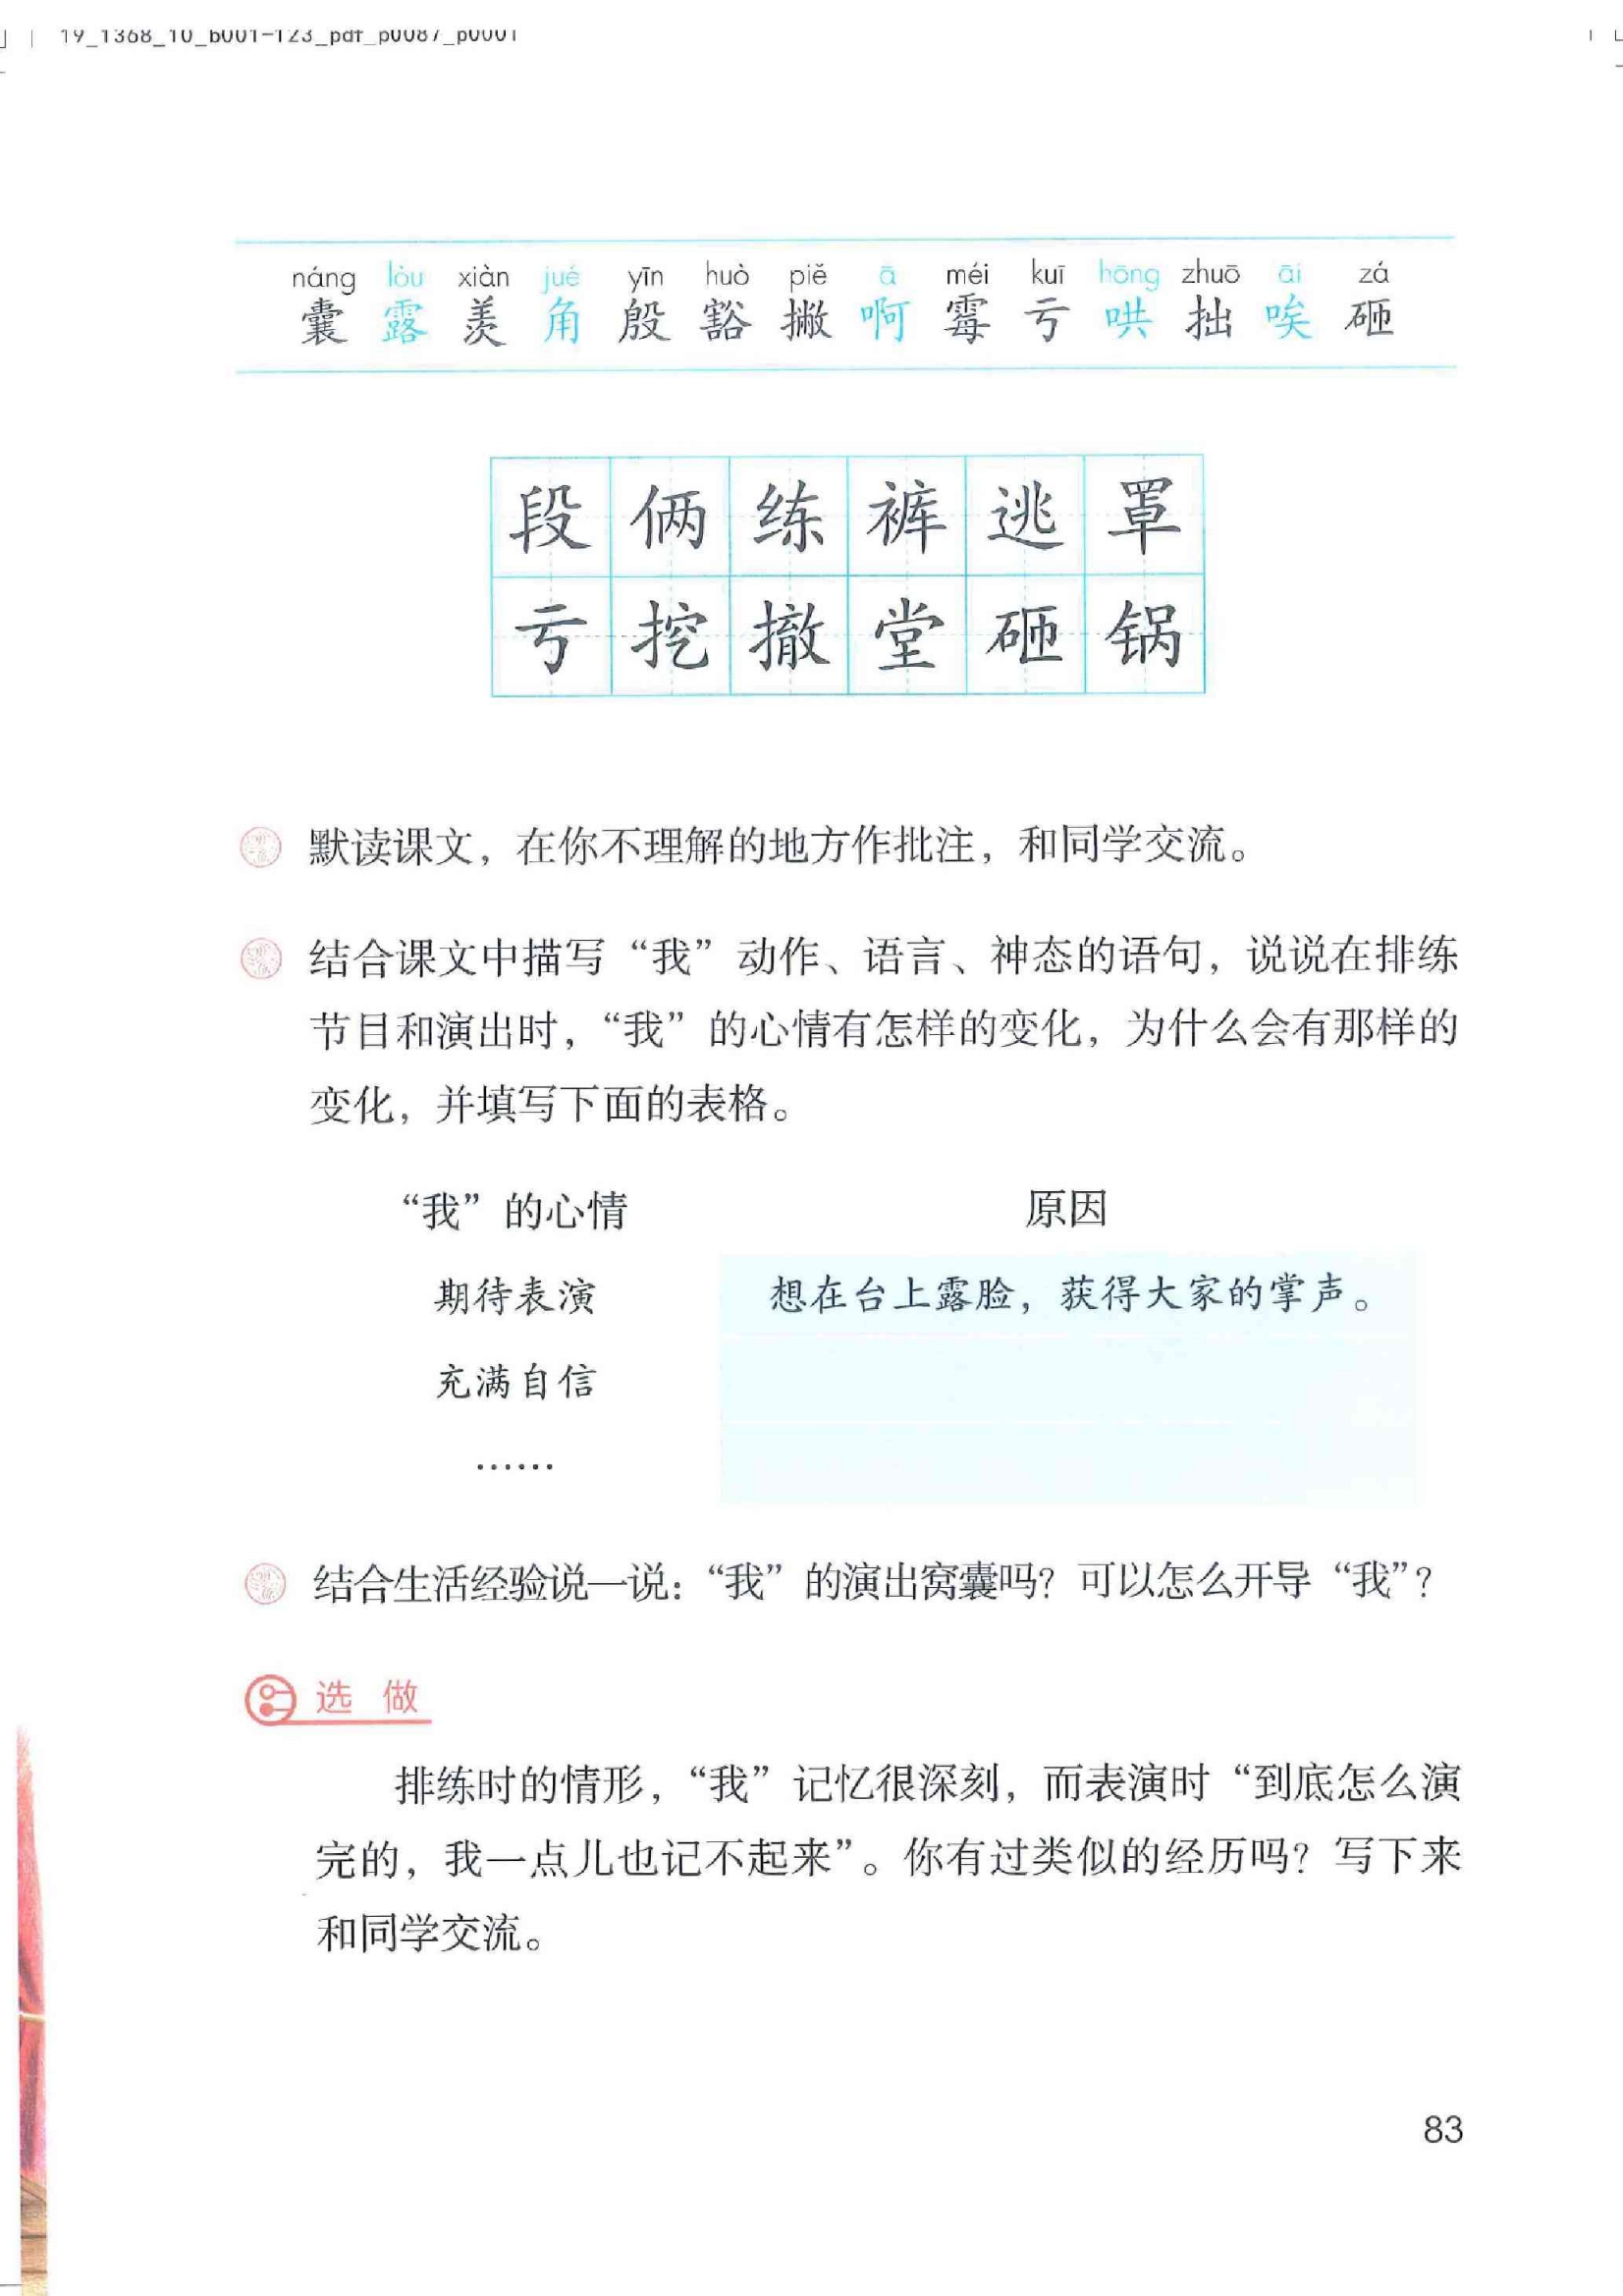 19_1368_10_b001-123_pdf_p0087_p0001
náng lòu xiàn jué yīn huò piě ā méi kuī hōng zhuō āi zá
囊 露 羡 角 殷 豁 撇 啊 霉 亏 哄 拙 唉 砸
段 俩 练 裤 逃 罩
亏 挖 撤 堂 砸 锅
默读课文，在你不理解的地方作批注，和同学交流。
结合课文中描写“我”动作、语言、神态的语句，说说在排练
节目和演出时，“我”的心情有怎样的变化，为什么会有那样的
变化，并填写下面的表格。
“我”的心情 原因
期待表演 想在台上露脸，获得大家的掌声。
充满自信
……
结合生活经验说一说：“我”的演出窝囊吗？可以怎么开导“我”？
选 做
排练时的情形，“我”记忆很深刻，而表演时“到底怎么演
完的，我一点儿也记不起来”。你有过类似的经历吗？写下来
和同学交流。
83